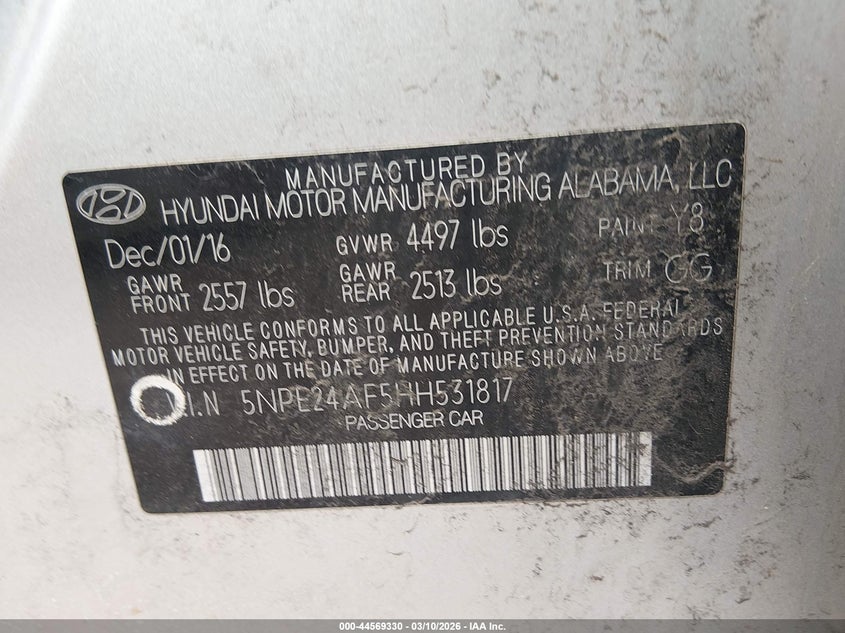 MANUFACTURED BY
HYUNDAI MOTOR MANUFACTURING ALABAMA, LLC
Dec/01/16 GVWR 4497 lbs PAINT Y8
GAWR FRONT 2557 lbs GAWR REAR 2513 lbs TRIM GG
THIS VEHICLE CONFORMS TO ALL APPLICABLE U.S.A. FEDERAL
MOTOR VEHICLE SAFETY, BUMPER, AND THEFT PREVENTION STANDARDS
IN EFFECT ON THE DATE OF MANUFACTURE SHOWN ABOVE
V.I.N 5NPE24AF5HH531817
PASSENGER CAR
000-44569330 - 03/10/2026 - IAA Inc.